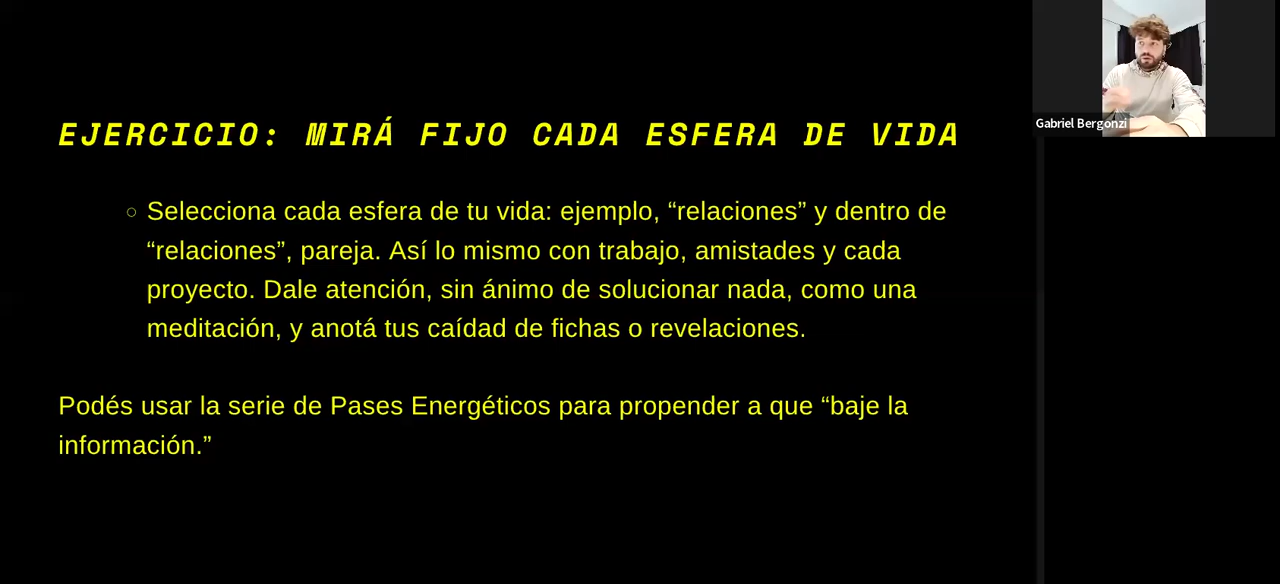 EJERCICIO: MIRÁ FIJO CADA ESFERA DE VIDA
Gabriel Bergonzi
○ Selecciona cada esfera de tu vida: ejemplo, “relaciones” y dentro de
“relaciones”, pareja. Así lo mismo con trabajo, amistades y cada
proyecto. Dale atención, sin ánimo de solucionar nada, como una
meditación, y anotá tus caídad de fichas o revelaciones.
Podés usar la serie de Pases Energéticos para propender a que “baje la
información.”